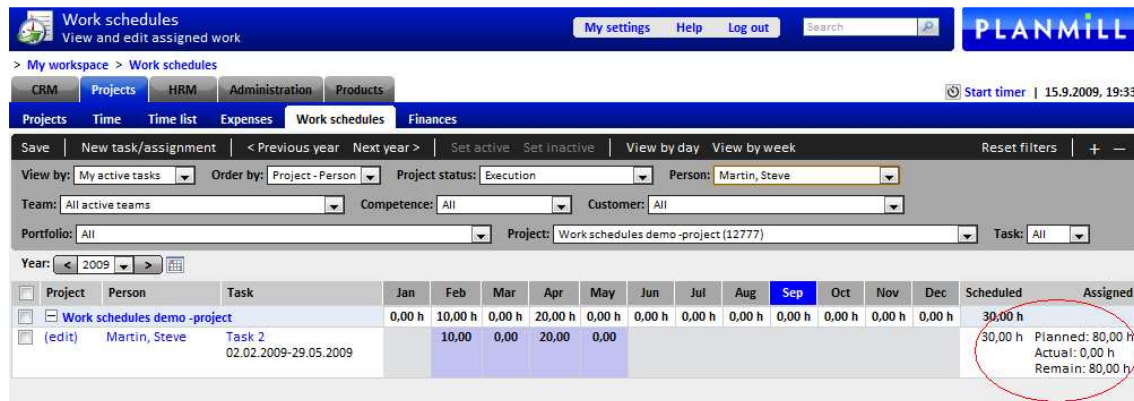 Work schedules
View and edit assigned work
My settings Help Log out Search
PLANMILL
> My workspace > Work schedules
CRM Projects HRM Administration Products
Start timer | 15.9.2009, 19:33
Projects Time Time list Expenses Work schedules Finances
Save | New task/assignment | < Previous year Next year > | Set active Set inactive | View by day View by week Reset filters | + −
View by: My active tasks Order by: Project - Person Project status: Execution Person: Martin, Steve
Team: All active teams Competence: All Customer: All
Portfolio: All Project: Work schedules demo -project (12777) Task: All
Year: < 2009 >
Project Person Task Jan Feb Mar Apr May Jun Jul Aug Sep Oct Nov Dec Scheduled Assigned
Work schedules demo -project 0,00 h 10,00 h 0,00 h 20,00 h 0,00 h 0,00 h 0,00 h 0,00 h 0,00 h 0,00 h 0,00 h 0,00 h 30,00 h
(edit) Martin, Steve Task 2 10,00 0,00 20,00 0,00 30,00 h Planned: 80,00 h
02.02.2009-29.05.2009 Actual: 0,00 h
Remain: 80,00 h